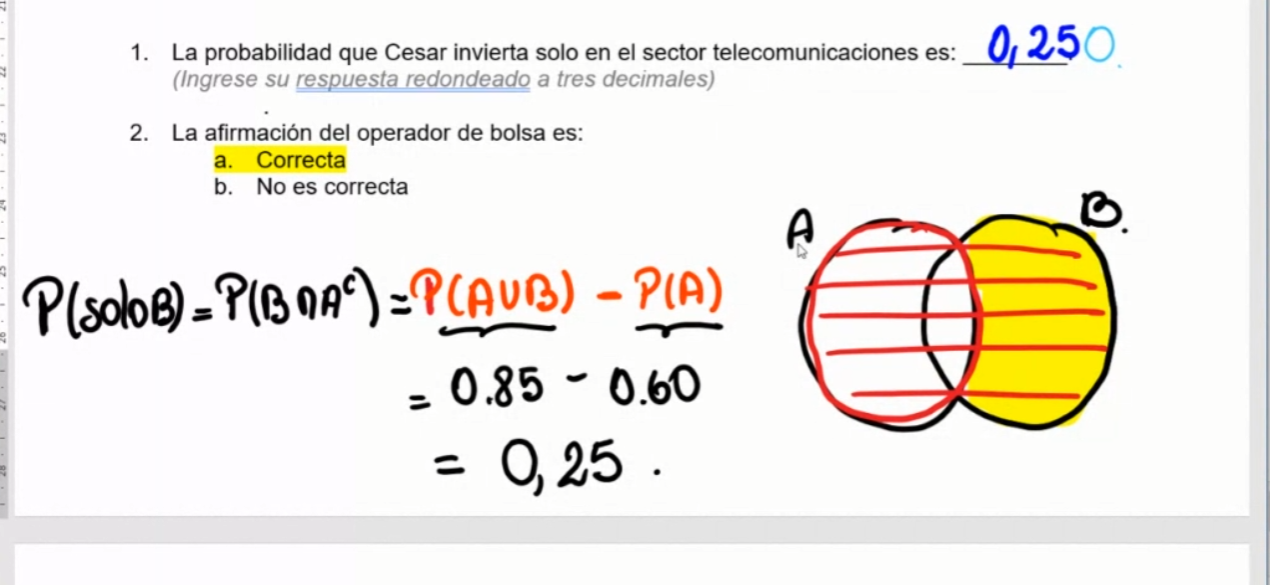 1. La probabilidad que Cesar invierta solo en el sector telecomunicaciones es: 0,250
(Ingrese su respuesta redondeado a tres decimales)
2. La afirmación del operador de bolsa es:
a. Correcta
b. No es correcta
A
B.
P(solo B) = P(B∩Aᶜ) = P(A∪B) - P(A)
= 0.85 - 0.60
= 0,25.